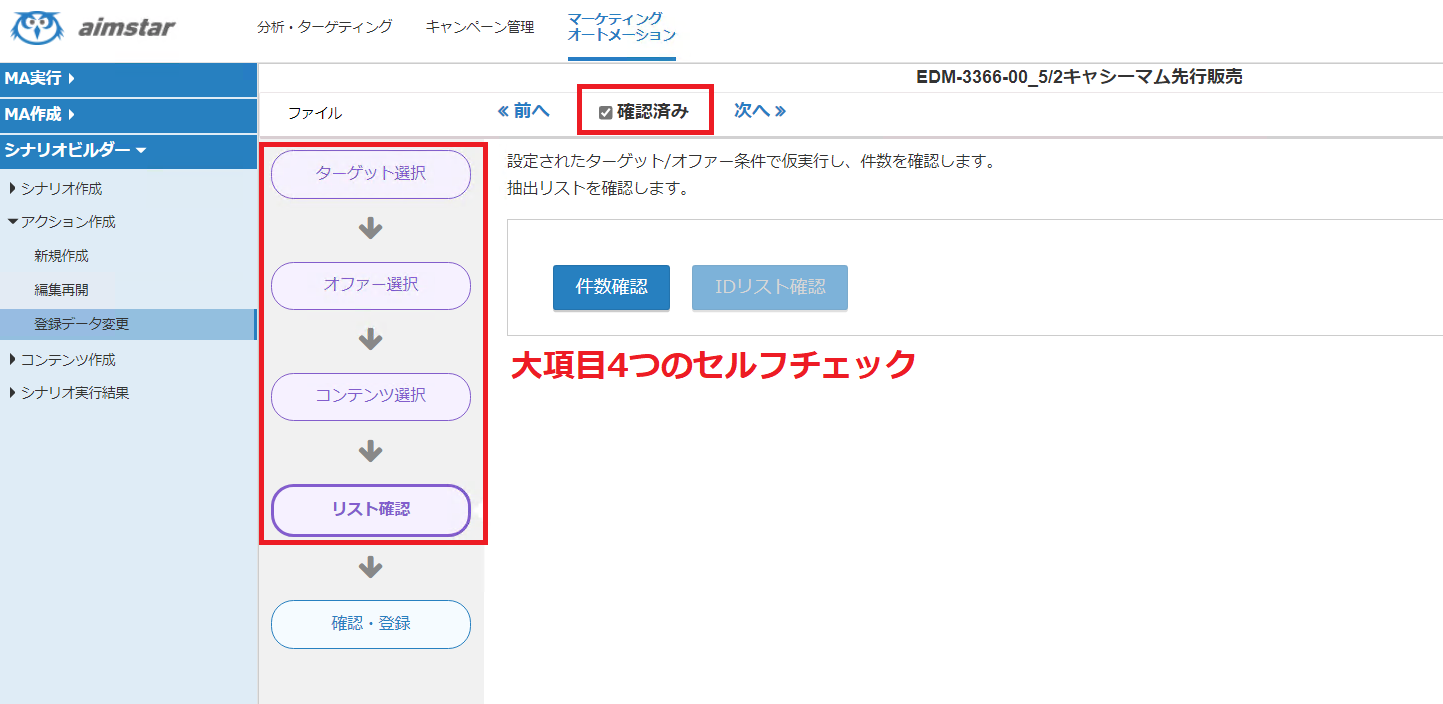 aimstar
分析・ターゲティング
キャンペーン管理
マーケティング
オートメーション
MA実行
MA作成
シナリオビルダー
シナリオ作成
アクション作成
新規作成
編集再開
登録データ変更
コンテンツ作成
シナリオ実行結果
EDM-3366-00_5/2キャシーマム先行販売
ファイル
« 前へ
確認済み
次へ »
ターゲット選択
オファー選択
コンテンツ選択
リスト確認
確認・登録
設定されたターゲット/オファー条件で仮実行し、件数を確認します。
抽出リストを確認します。
件数確認
IDリスト確認
大項目4つのセルフチェック